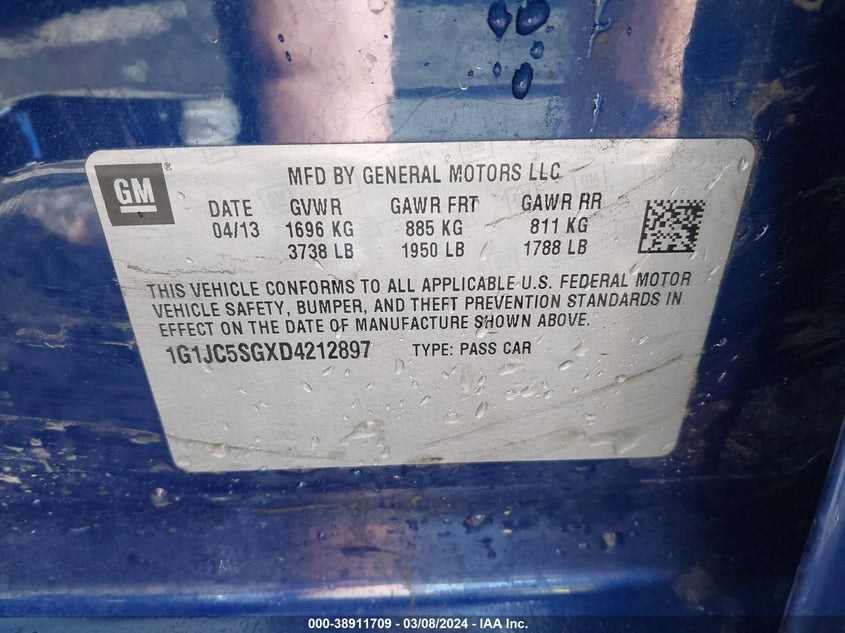 GM
®
MFD BY GENERAL MOTORS LLC
DATE GVWR GAWR FRT GAWR RR
04/13 1696 KG 885 KG 811 KG
3738 LB 1950 LB 1788 LB
THIS VEHICLE CONFORMS TO ALL APPLICABLE U.S. FEDERAL MOTOR
VEHICLE SAFETY, BUMPER, AND THEFT PREVENTION STANDARDS IN
EFFECT ON THE DATE OF MANUFACTURE SHOWN ABOVE.
1G1JC5SGXD4212897 TYPE: PASS CAR
000-38911709 - 03/08/2024 - IAA Inc.